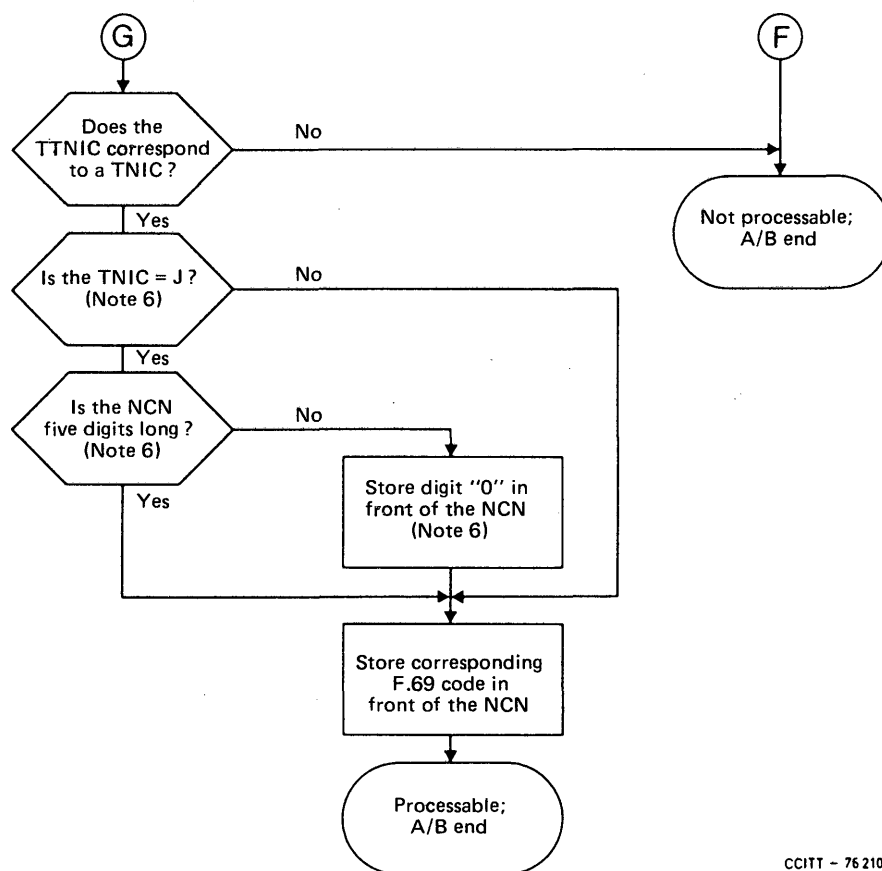 G
F
Does the
TTNIC correspond
to a TNIC ?
No
Not processable;
A/B end
Yes
Is the TNIC = J ?
(Note 6)
No
Yes
Is the NCN
five digits long ?
(Note 6)
No
Yes
Store digit "0" in
front of the NCN
(Note 6)
Store corresponding
F.69 code in
front of the NCN
Processable;
A/B end
CCITT – 76210